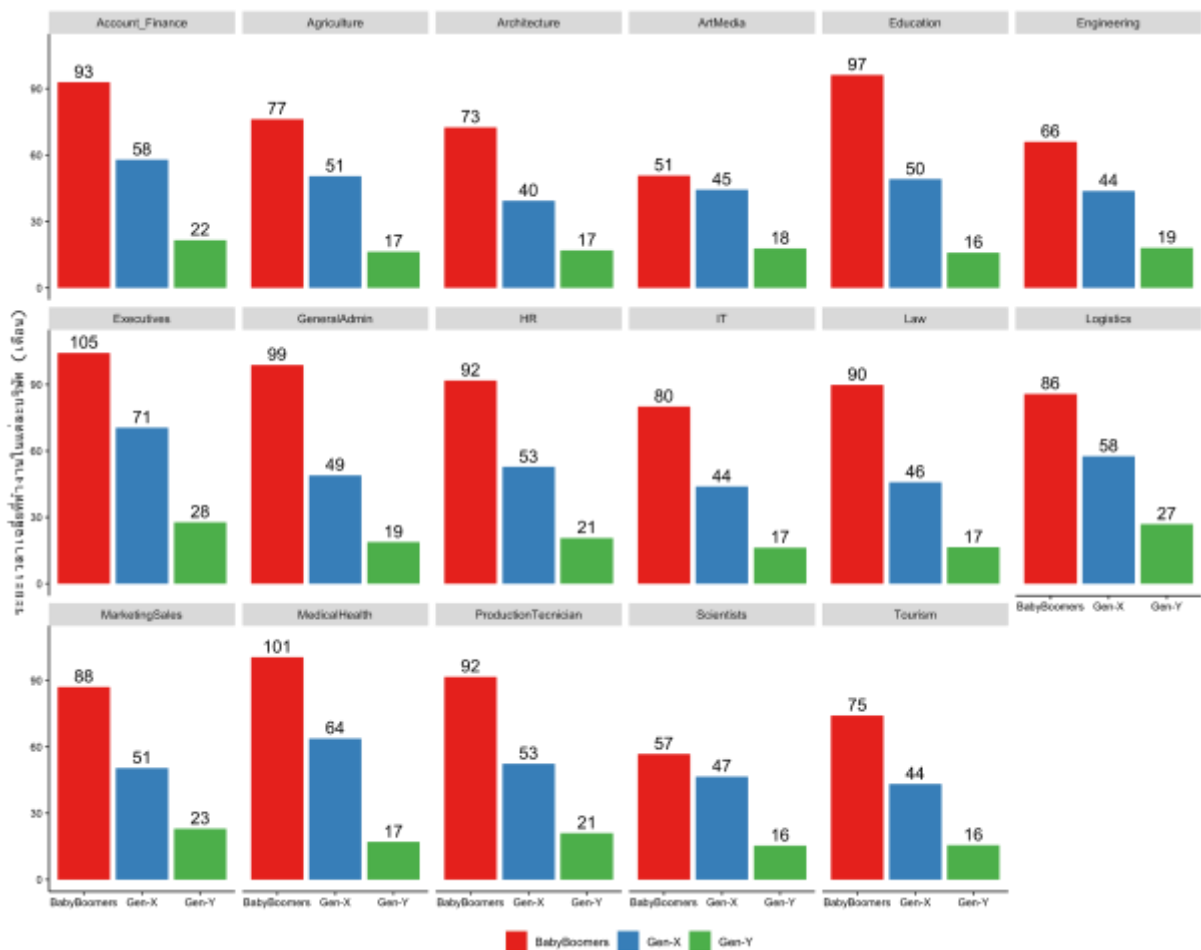 Account_Finance Agriculture Architecture ArtMedia Education Engineering
93 58 22 77 51 17 73 40 17 51 45 18 97 50 16 66 44 19
90
60
30
0
Executives GeneralAdmin HR IT Law Logistics
105 71 28 99 49 19 92 53 21 80 44 17 90 46 17 86 58 27
90
60
30
0
BabyBoomers Gen-X Gen-Y
MarketingSales MedicalHealth ProductionTecnician Scientists Tourism
88 51 23 101 64 17 92 53 21 57 47 16 75 44 16
90
60
30
0
BabyBoomers Gen-X Gen-Y BabyBoomers Gen-X Gen-Y BabyBoomers Gen-X Gen-Y BabyBoomers Gen-X Gen-Y BabyBoomers Gen-X Gen-Y
(เดือน)
BabyBoomers Gen-X Gen-Y